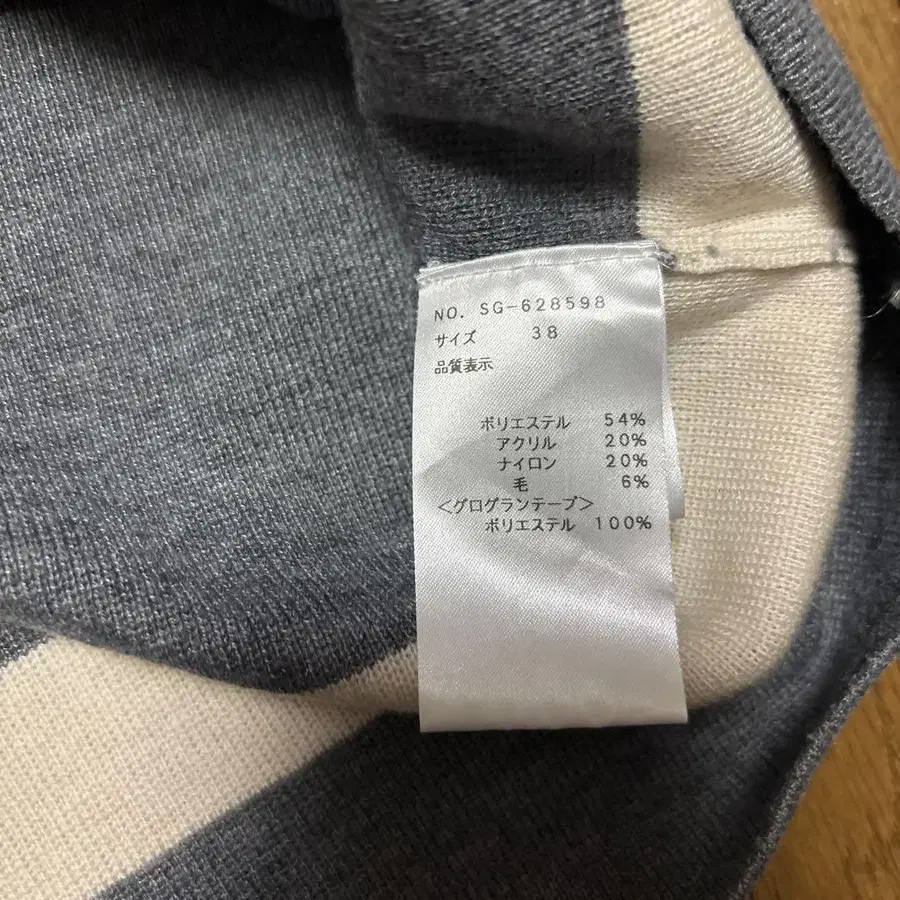 NO. SG-628598
サイズ 38
品質表示
ポリエステル 54%
アクリル 20%
ナイロン 20%
毛 6%
<グログランテープ>
ポリエステル 100%